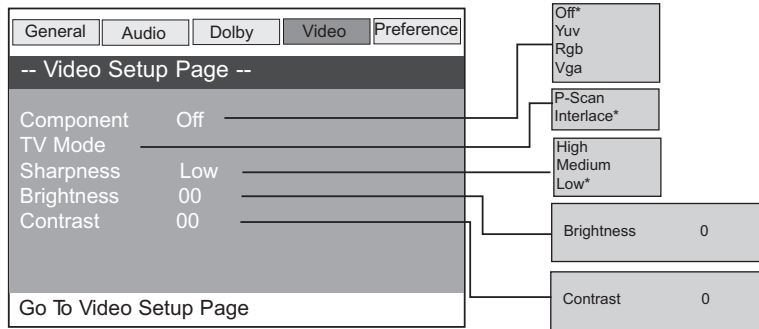 General Audio Dolby Video Preference
-- Video Setup Page --
Component Off
TV Mode
Sharpness Low
Brightness 00
Contrast 00
Go To Video Setup Page
Off*
Yuv
Rgb
Vga
P-Scan
Interlace*
High
Medium
Low*
Brightness 0
Contrast 0